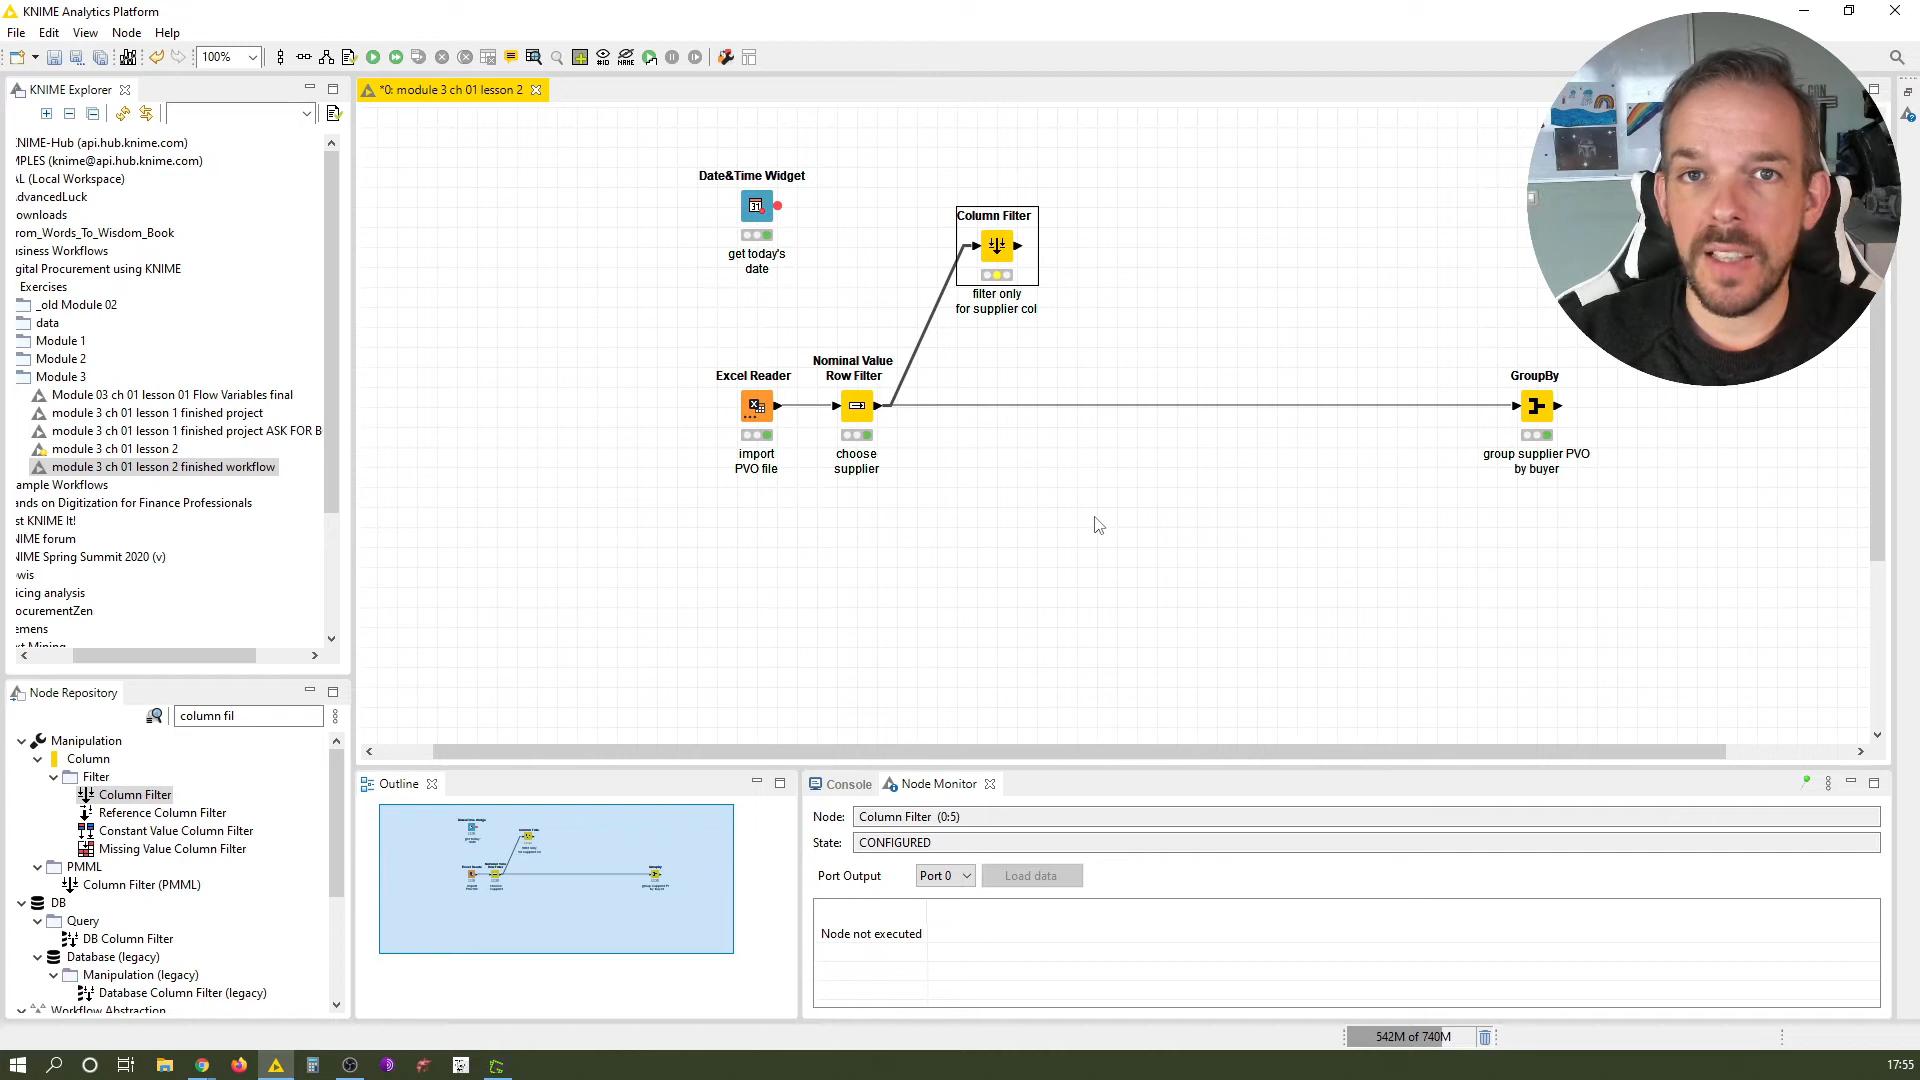 KNIME Analytics Platform
File Edit View Node Help
100%
KNIME Explorer
*0: module 3 ch 01 lesson 2
NIME-Hub (api.hub.knime.com)
MPLES (knime@api.hub.knime.com)
AL (Local Workspace)
dvancedLuck
ownloads
rom_Words_To_Wisdom_Book
usiness Workflows
igital Procurement using KNIME
Exercises
_old Module 02
data
Module 1
Module 2
Module 3
Module 03 ch 01 lesson 01 Flow Variables final
module 3 ch 01 lesson 1 finished project
module 3 ch 01 lesson 1 finished project ASK FOR B
module 3 ch 01 lesson 2
module 3 ch 01 lesson 2 finished workflow
ample Workflows
ands on Digitization for Finance Professionals
st KNIME It!
NIME forum
NIME Spring Summit 2020 (v)
owis
icing analysis
ocurementZen
emens
xt Mining
Date&Time Widget
31
get today's
date
Column Filter
filter only
for supplier col
Excel Reader
import
PVO file
Nominal Value
Row Filter
choose
supplier
GroupBy
group supplier PVO
by buyer
Node Repository
column fil
Manipulation
Column
Filter
Column Filter
Reference Column Filter
Constant Value Column Filter
Missing Value Column Filter
PMML
Column Filter (PMML)
DB
Query
DB Column Filter
Database (legacy)
Manipulation (legacy)
Database Column Filter (legacy)
Workflow Abstraction
Outline
Console
Node Monitor
Node: Column Filter (0:5)
State: CONFIGURED
Port Output Port 0 Load data
Node not executed
542M of 740M
17:55